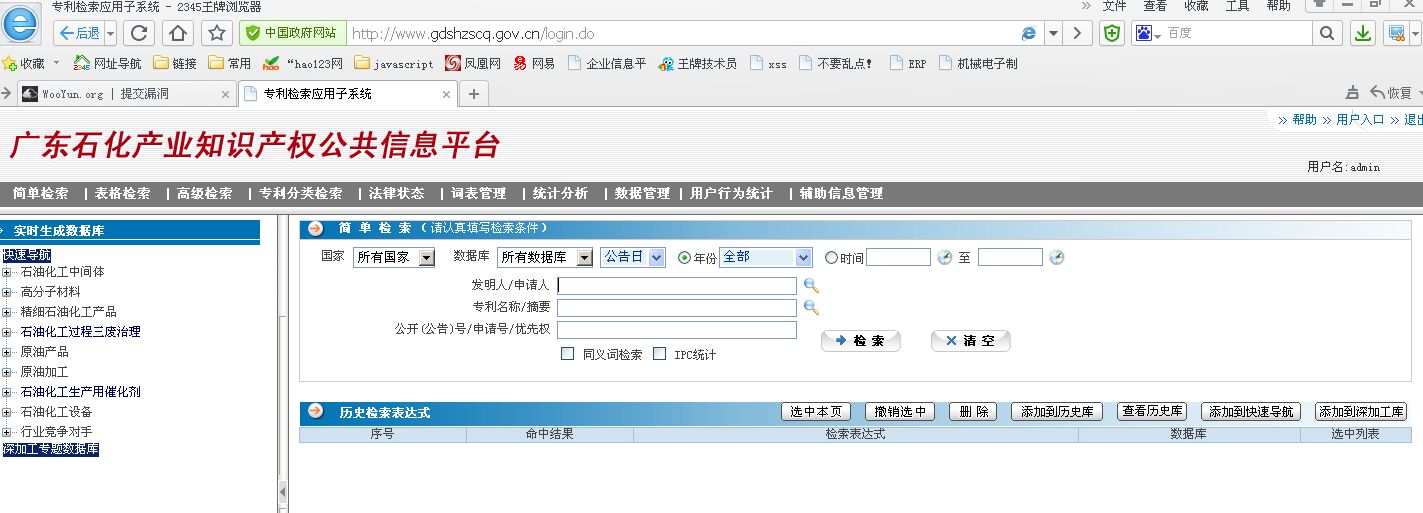 专利检索应用子系统 - 2345王牌浏览器
» 文件 查看 收藏 工具 帮助
后退 中国政府网站 http://www.gdshzscq.gov.cn/login.do 百度
收藏 网址导航 链接 常用 “hao123网 javascript 凤凰网 网易 企业信息平 王牌技术员 xss 不要乱点! ERP 机械电子制
WooYun.org | 提交漏洞 × 专利检索应用子系统 × + 恢复
广东石化产业知识产权公共信息平台
» 帮助 » 用户入口 » 退出
用户名:admin
简单检索 | 表格检索 | 高级检索 | 专利分类检索 | 法律状态 | 词表管理 | 统计分析 | 数据管理 | 用户行为统计 | 辅助信息管理
实时生成数据库
快速导航
石油化工中间体
高分子材料
精细石油化工产品
石油化工过程三废治理
原油产品
原油加工
石油化工生产用催化剂
石油化工设备
行业竞争对手
深加工专题数据库
简 单 检 索 (请认真填写检索条件)
国家 所有国家 数据库 所有数据库 公告日 年份 全部 时间 至
发明人/申请人
专利名称/摘要
公开(公告)号/申请号/优先权
检 索 清 空
同义词检索 IPC统计
历史检索表达式 选中本页 撤销选中 删 除 添加到历史库 查看历史库 添加到快速导航 添加到深加工库
序号 命中结果 检索表达式 数据库 选中列表